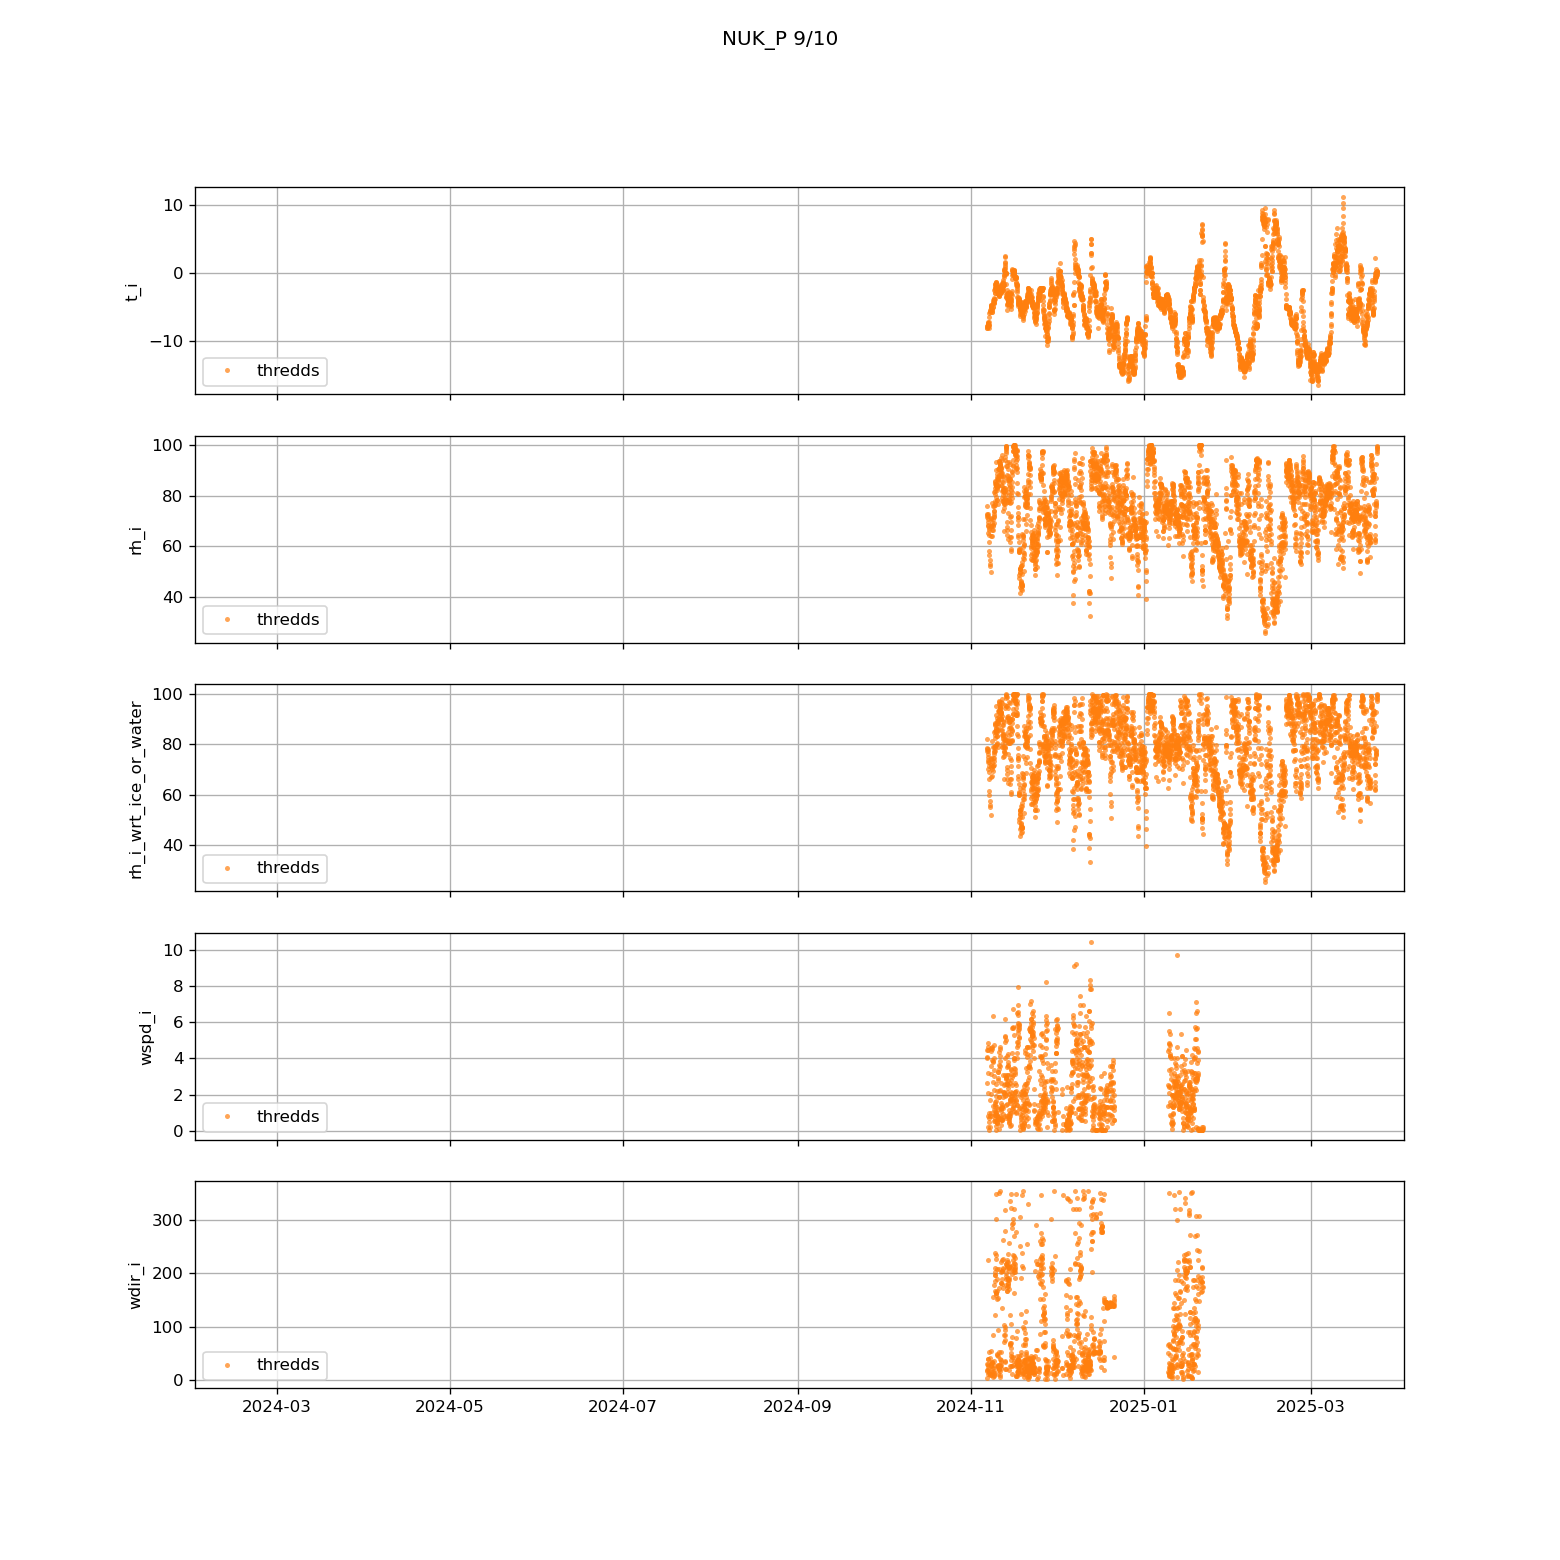 NUK_P 9/10
10
0
−10
t_i
thredds
100
80
60
40
rh_i
thredds
100
80
60
40
rh_i_wrt_ice_or_water
thredds
10
8
6
4
2
0
wspd_i
thredds
300
200
100
0
wdir_i
thredds
2024-03 2024-05 2024-07 2024-09 2024-11 2025-01 2025-03